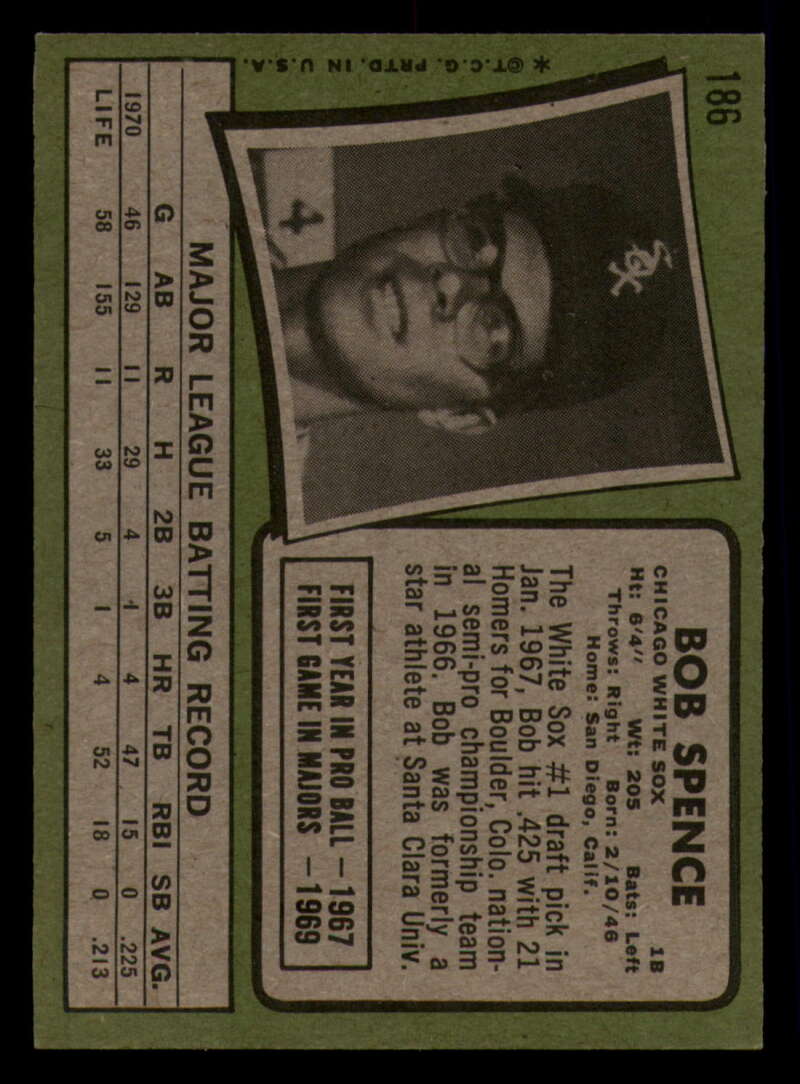 186
*©T.C.G. PRTD. IN U.S.A.
SOX
4
BOB SPENCE
CHICAGO WHITE SOX 1B
Ht: 6'4" Wt: 205 Bats: Left
Throws: Right Born: 2/10/46
Home: San Diego, Calif.
The White Sox #1 draft pick in
Jan. 1967, Bob hit .425 with 21
Homers for Boulder, Colo. nation-
al semi-pro championship team
in 1966. Bob was formerly a
star athlete at Santa Clara Univ.
FIRST YEAR IN PRO BALL — 1967
FIRST GAME IN MAJORS — 1969
MAJOR LEAGUE BATTING RECORD
G AB R H 2B 3B HR TB RBI SB AVG.
1970 46 129 11 29 4 1 4 47 15 0 .225
LIFE 58 155 11 33 5 1 4 52 18 0 .213